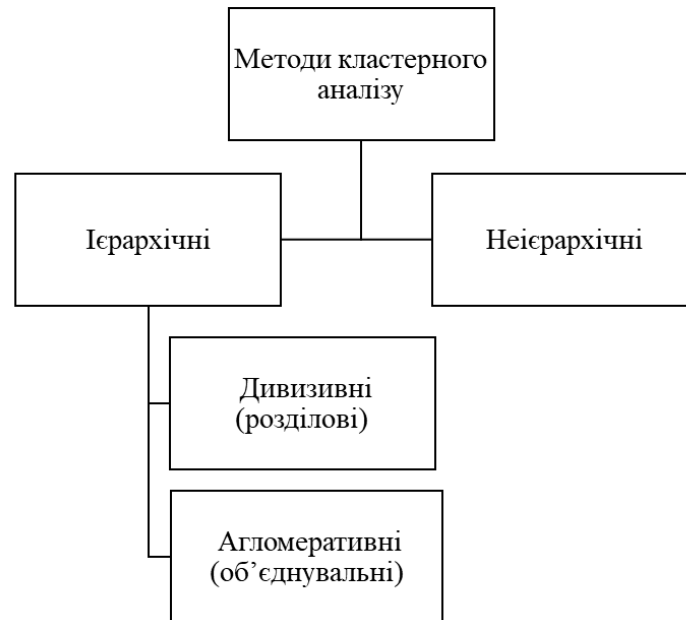 Методи кластерного
аналізу
Ієрархічні
Неієрархічні
Дивизивні
(розділові)
Агломеративні
(об’єднувальні)